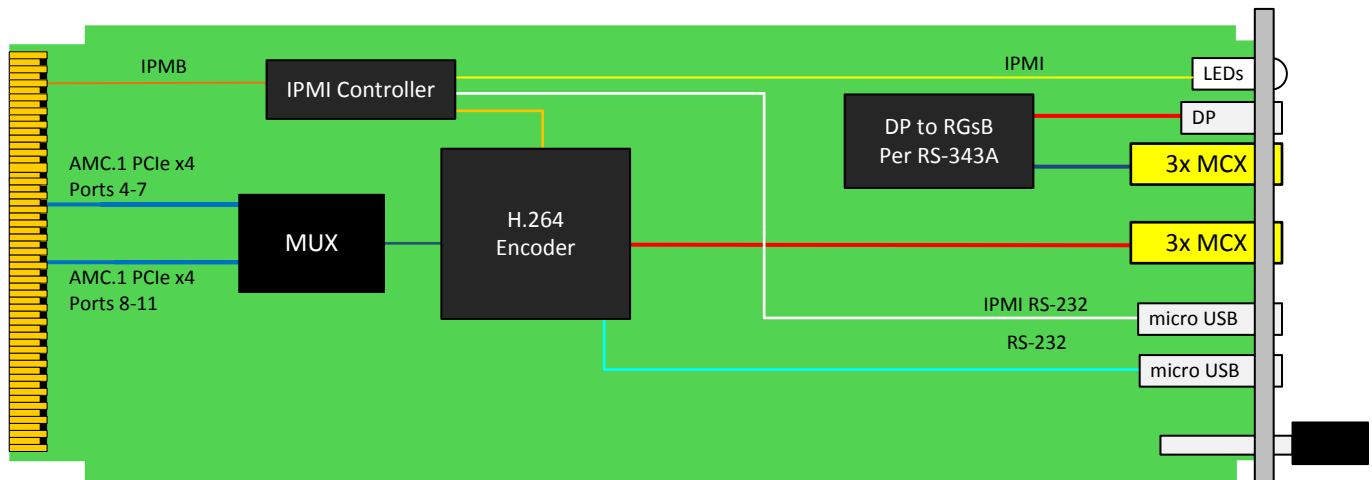 IPMB
IPMI Controller
IPMI
LEDs
DP to RGsB
Per RS-343A
DP
3x MCX
AMC.1 PCIe x4
Ports 4-7
MUX
H.264
Encoder
3x MCX
AMC.1 PCIe x4
Ports 8-11
IPMI RS-232
micro USB
RS-232
micro USB